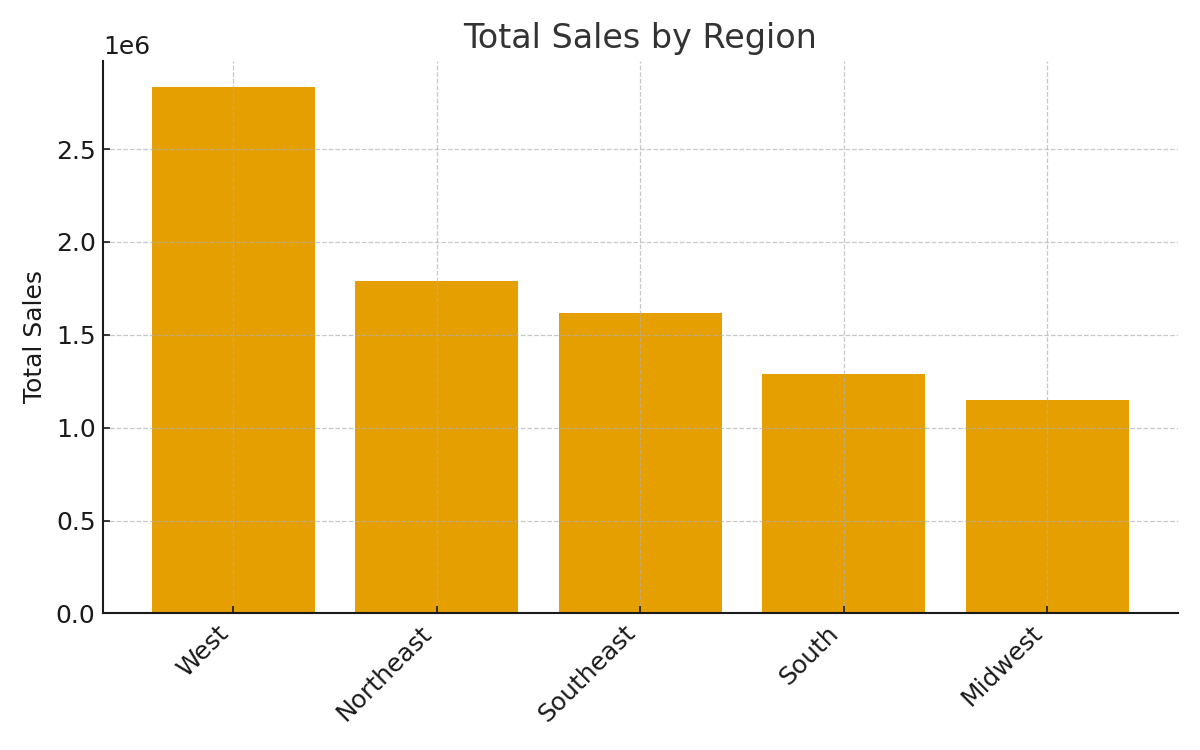 Total Sales by Region
1e6
2.5
2.0
1.5
1.0
0.5
0.0
Total Sales
West
Northeast
Southeast
South
Midwest